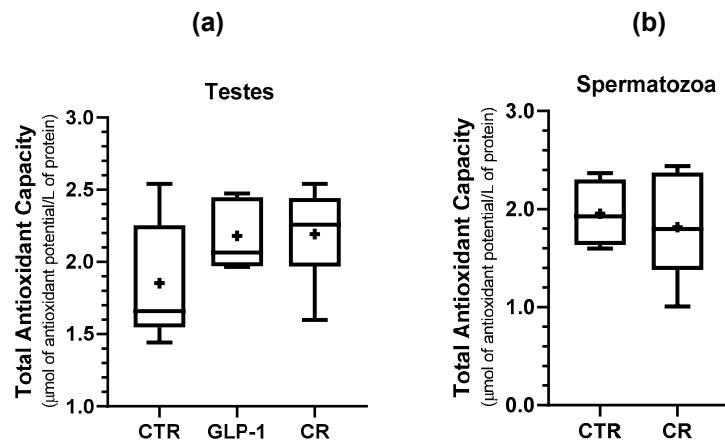 (a)
Testes
Total Antioxidant Capacity
(μmol of antioxidant potential/L of protein)
3.0
2.5
2.0
1.5
1.0
CTR GLP-1 CR
(b)
Spermatozoa
Total Antioxidant Capacity
(μmol of antioxidant potential/L of protein)
3.0
2.0
1.0
0.0
CTR CR